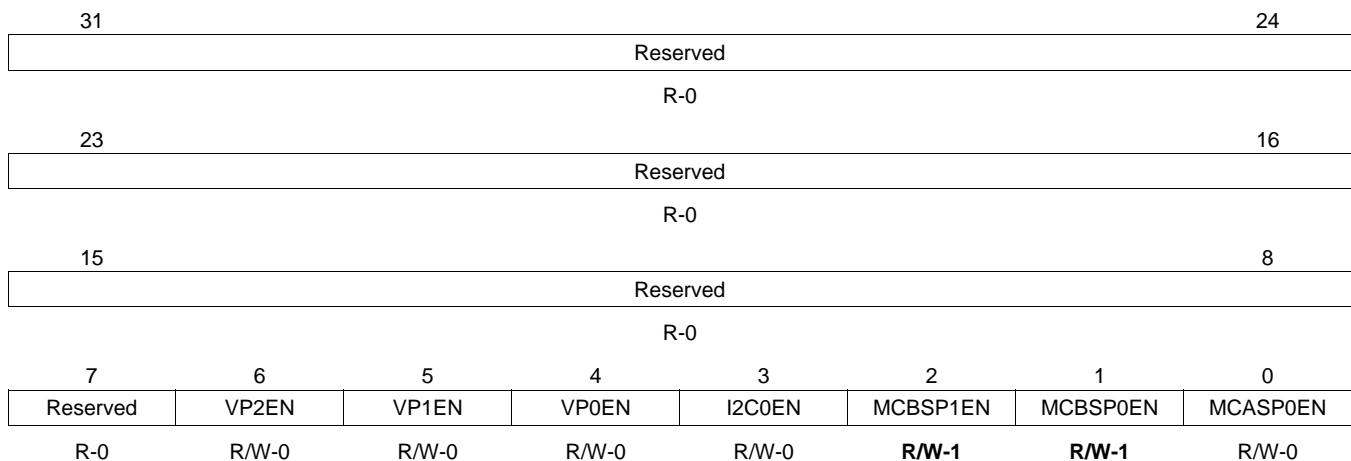 31 24
Reserved
R-0
23 16
Reserved
R-0
15 8
Reserved
R-0
7 6 5 4 3 2 1 0
Reserved VP2EN VP1EN VP0EN I2C0EN MCBSP1EN MCBSP0EN MCASP0EN
R-0 R/W-0 R/W-0 R/W-0 R/W-0 R/W-1 R/W-1 R/W-0